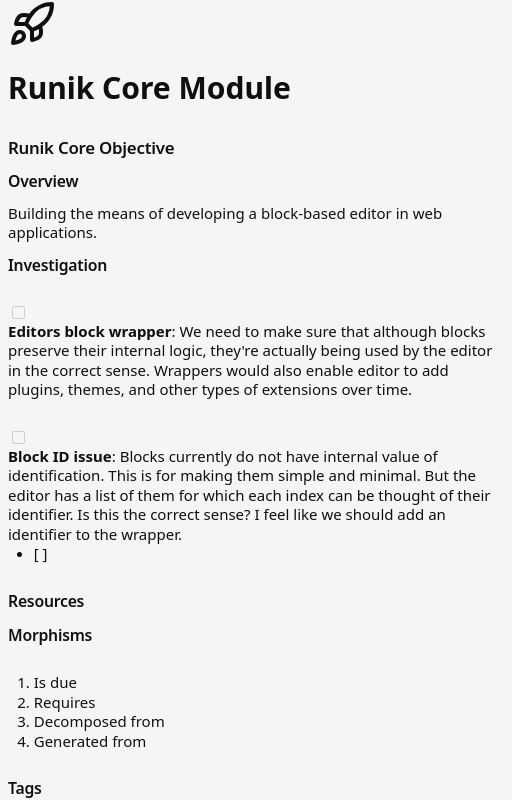 Runik Core Module
Runik Core Objective
Overview
Building the means of developing a block-based editor in web
applications.
Investigation
Editors block wrapper: We need to make sure that although blocks
preserve their internal logic, they're actually being used by the editor
in the correct sense. Wrappers would also enable editor to add
plugins, themes, and other types of extensions over time.
Block ID issue: Blocks currently do not have internal value of
identification. This is for making them simple and minimal. But the
editor has a list of them for which each index can be thought of their
identifier. Is this the correct sense? I feel like we should add an
identifier to the wrapper.
• [ ]
Resources
Morphisms
1. Is due
2. Requires
3. Decomposed from
4. Generated from
Tags